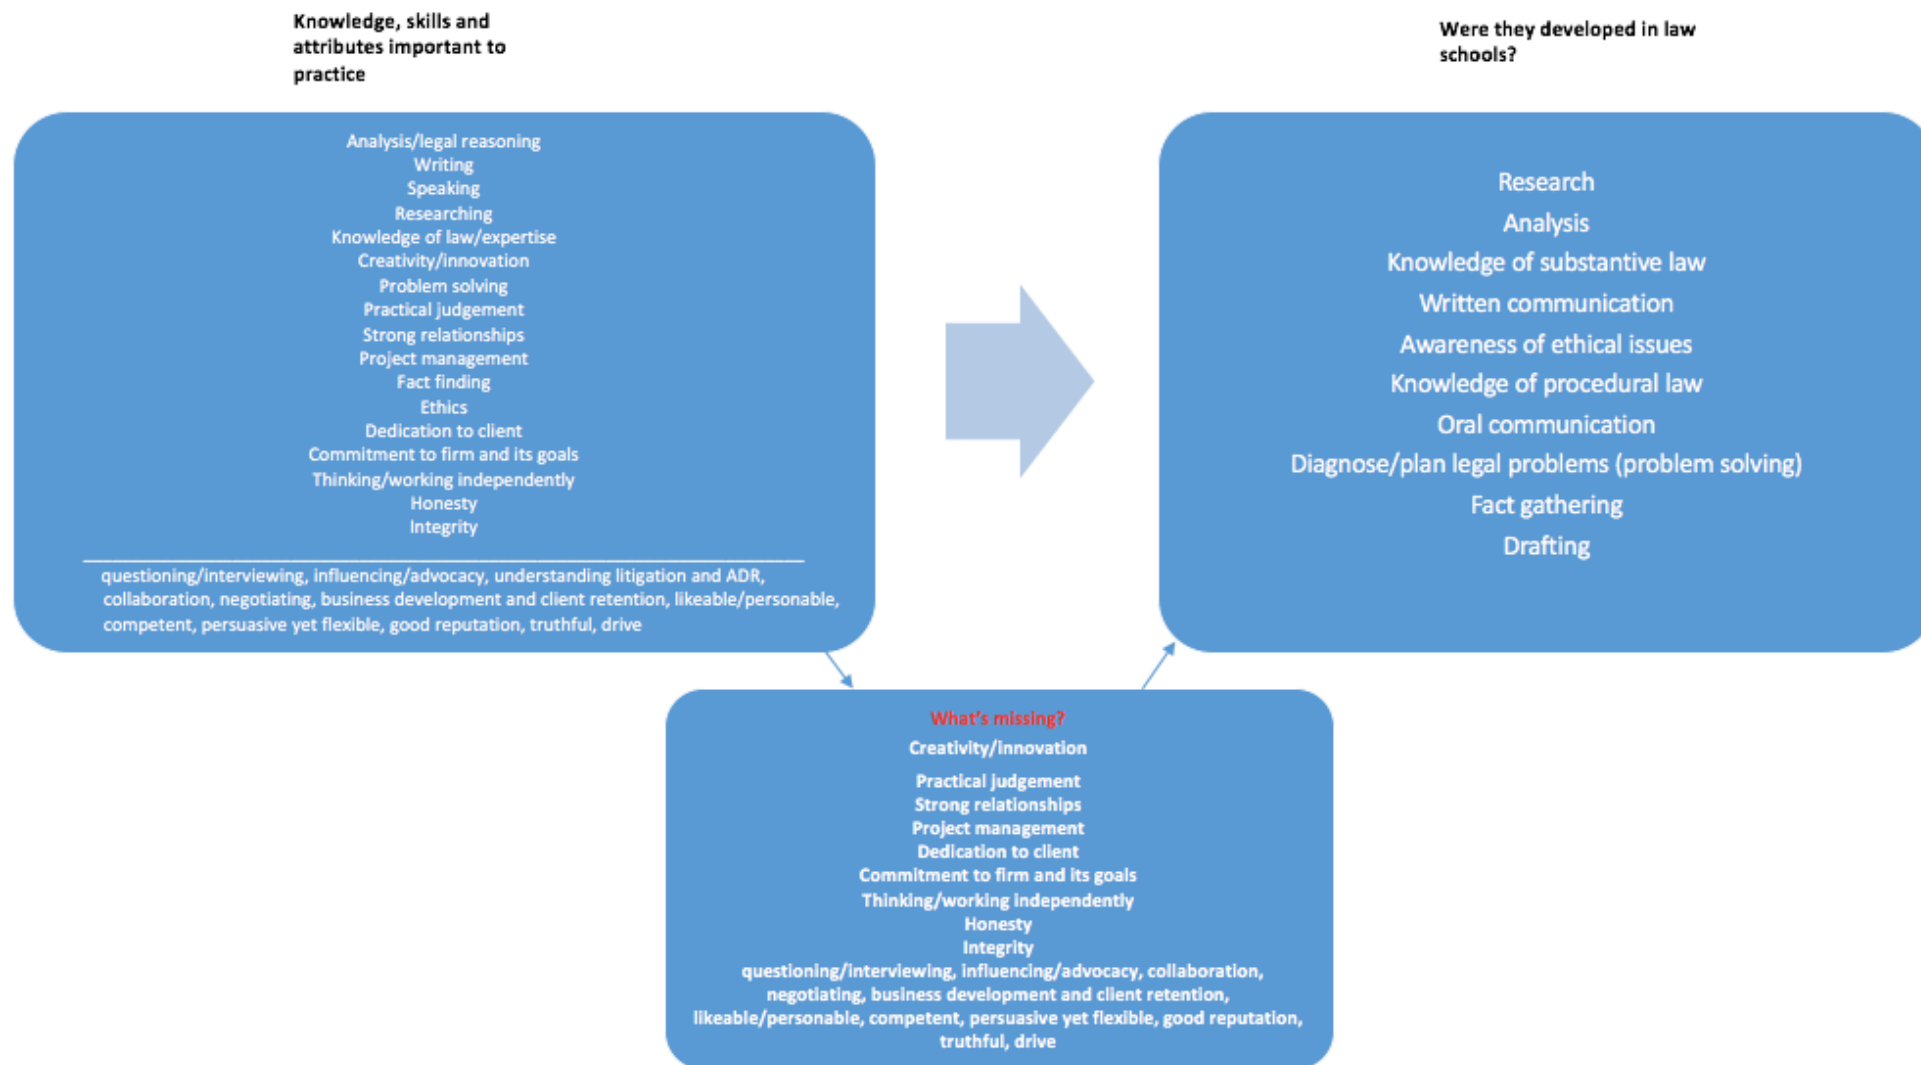 Knowledge, skills and
attributes important to
practice
Analysis/legal reasoning
Writing
Speaking
Researching
Knowledge of law/expertise
Creativity/innovation
Problem solving
Practical judgement
Strong relationships
Project management
Fact finding
Ethics
Dedication to client
Commitment to firm and its goals
Thinking/working independently
Honesty
Integrity
questioning/interviewing, influencing/advocacy, understanding litigation and ADR,
collaboration, negotiating, business development and client retention, likeable/personable,
competent, persuasive yet flexible, good reputation, truthful, drive
Were they developed in law
schools?
Research
Analysis
Knowledge of substantive law
Written communication
Awareness of ethical issues
Knowledge of procedural law
Oral communication
Diagnose/plan legal problems (problem solving)
Fact gathering
Drafting
What's missing?
Creativity/innovation
Practical judgement
Strong relationships
Project management
Dedication to client
Commitment to firm and its goals
Thinking/working independently
Honesty
Integrity
questioning/interviewing, influencing/advocacy, collaboration,
negotiating, business development and client retention,
likeable/personable, competent, persuasive yet flexible, good reputation,
truthful, drive